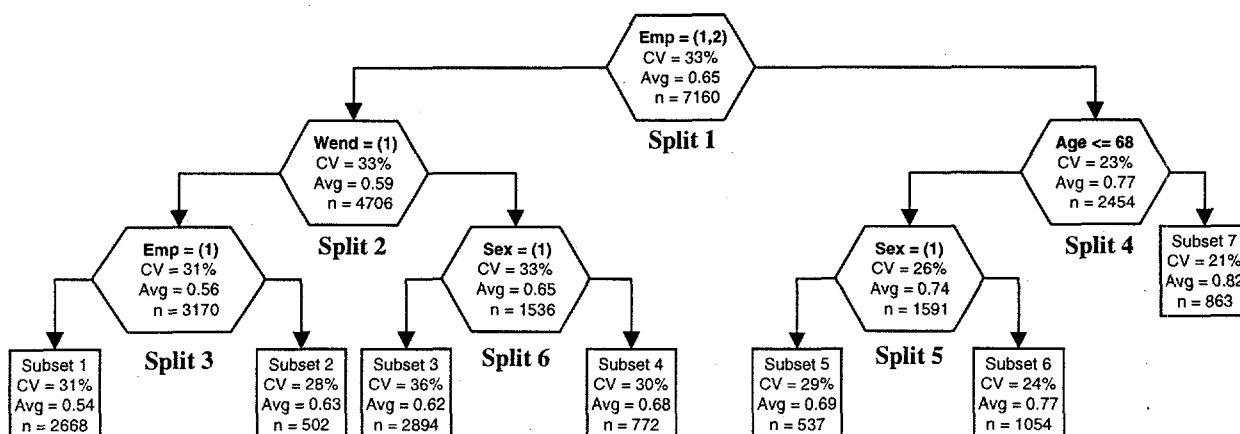 Emp = (1,2)
CV = 33%
Avg = 0.65
n = 7160
Split 1
Wend = (1)
CV = 33%
Avg = 0.59
n = 4706
Split 2
Age <= 68
CV = 23%
Avg = 0.77
n = 2454
Split 4
Emp = (1)
CV = 31%
Avg = 0.56
n = 3170
Split 3
Sex = (1)
CV = 33%
Avg = 0.65
n = 1536
Split 6
Sex = (1)
CV = 26%
Avg = 0.74
n = 1591
Split 5
Subset 7
CV = 21%
Avg = 0.82
n = 863
Subset 1
CV = 31%
Avg = 0.54
n = 2668
Subset 2
CV = 28%
Avg = 0.63
n = 502
Subset 3
CV = 36%
Avg = 0.62
n = 2894
Subset 4
CV = 30%
Avg = 0.68
n = 772
Subset 5
CV = 29%
Avg = 0.69
n = 537
Subset 6
CV = 24%
Avg = 0.77
n = 1054